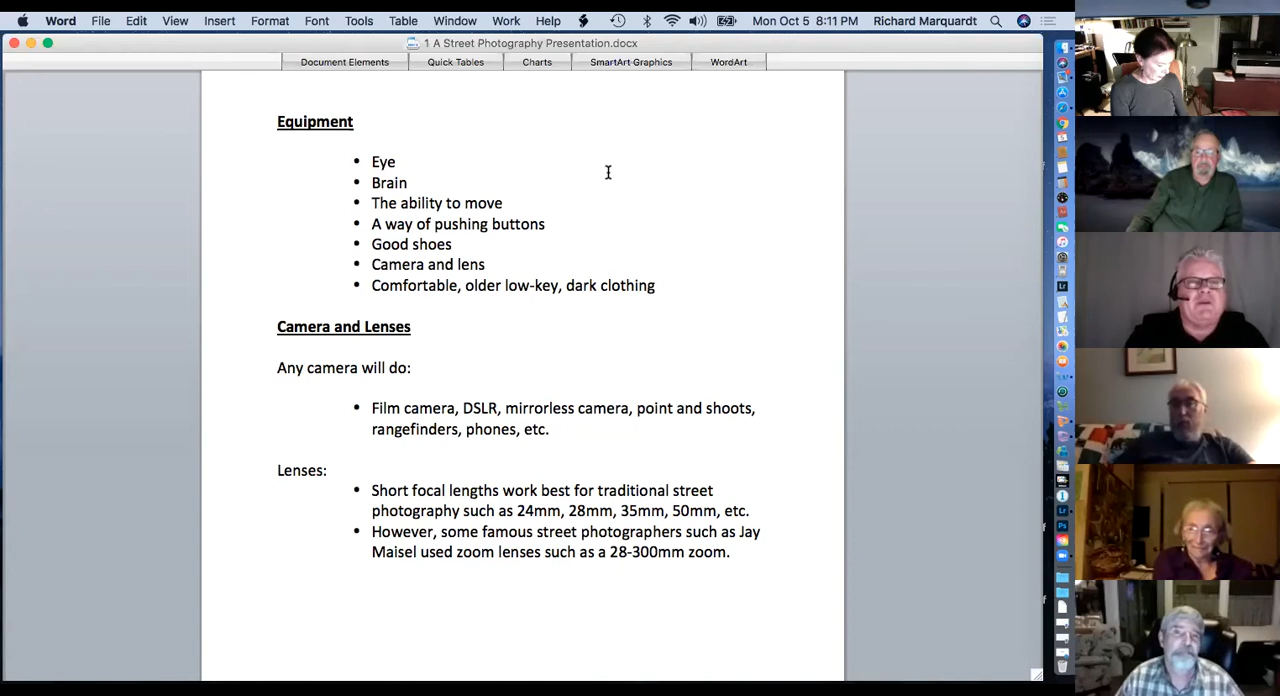 Word File Edit View Insert Format Font Tools Table Window Work Help Mon Oct 5 8:11 PM Richard Marquardt
1 A Street Photography Presentation.docx
Document Elements Quick Tables Charts SmartArt Graphics WordArt
Equipment
• Eye
• Brain
• The ability to move
• A way of pushing buttons
• Good shoes
• Camera and lens
• Comfortable, older low-key, dark clothing
Camera and Lenses
Any camera will do:
• Film camera, DSLR, mirrorless camera, point and shoots,
rangefinders, phones, etc.
Lenses:
• Short focal lengths work best for traditional street
photography such as 24mm, 28mm, 35mm, 50mm, etc.
• However, some famous street photographers such as Jay
Maisel used zoom lenses such as a 28-300mm zoom.